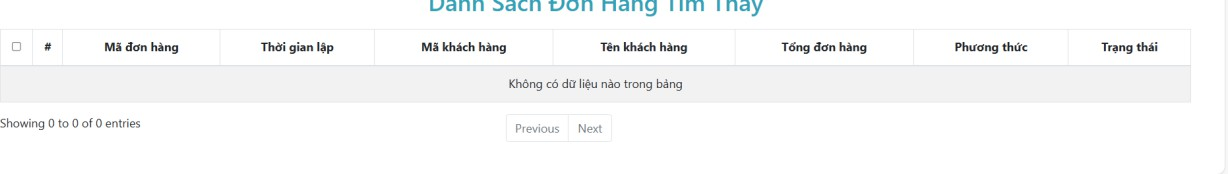 Danh Sách Đơn Hàng Tìm Thấy
# Mã đơn hàng Thời gian lập Mã khách hàng Tên khách hàng Tổng đơn hàng Phương thức Trạng thái
Không có dữ liệu nào trong bảng
Showing 0 to 0 of 0 entries Previous Next